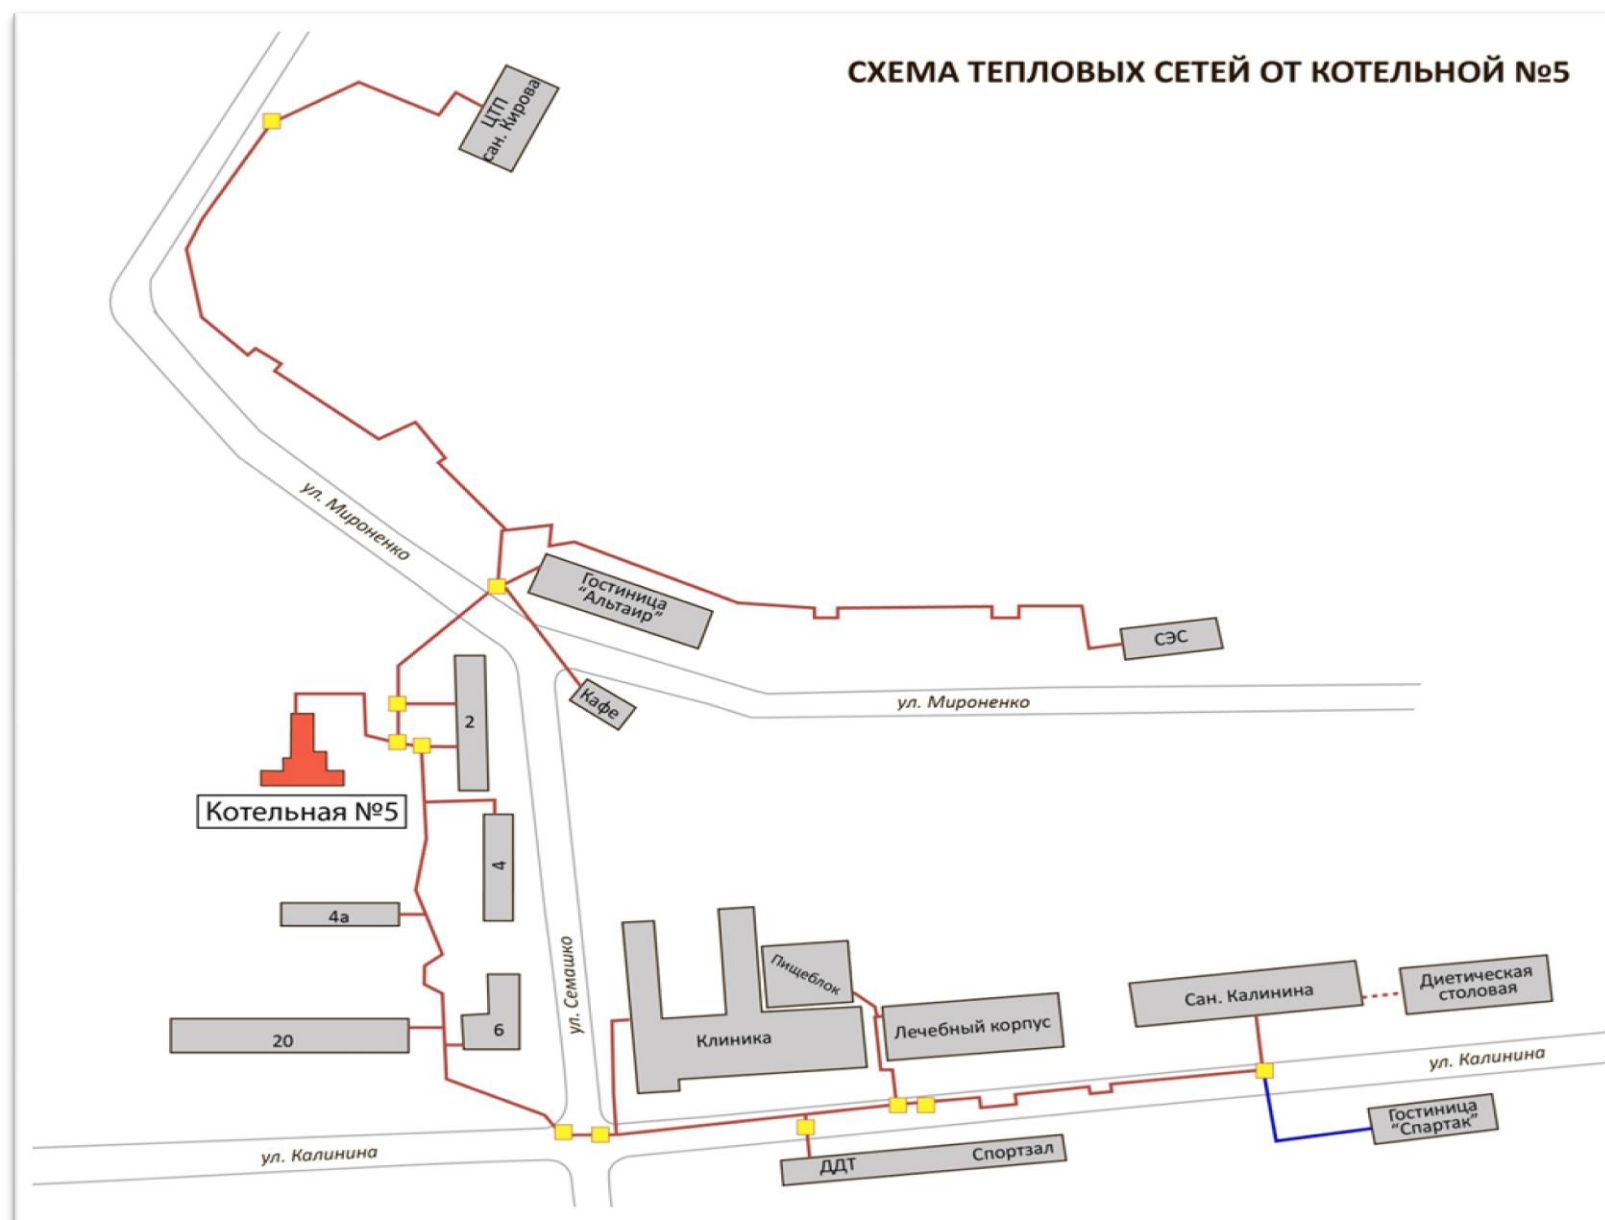 СХЕМА ТЕПЛОВЫХ СЕТЕЙ ОТ КОТЕЛЬНОЙ №5
ЦТП
сан. Кирова
ул. Мироненко
Гостиница
"Альтаир"
СЭС
Кафе
ул. Мироненко
2
Котельная №5
4
4а
ул. Семашко
Пищеблок
Диетическая
столовая
Сан. Калинина
6
20
Клиника
Лечебный корпус
ул. Калинина
Гостиница
"Спартак"
ул. Калинина
ДДТ
Спортзал